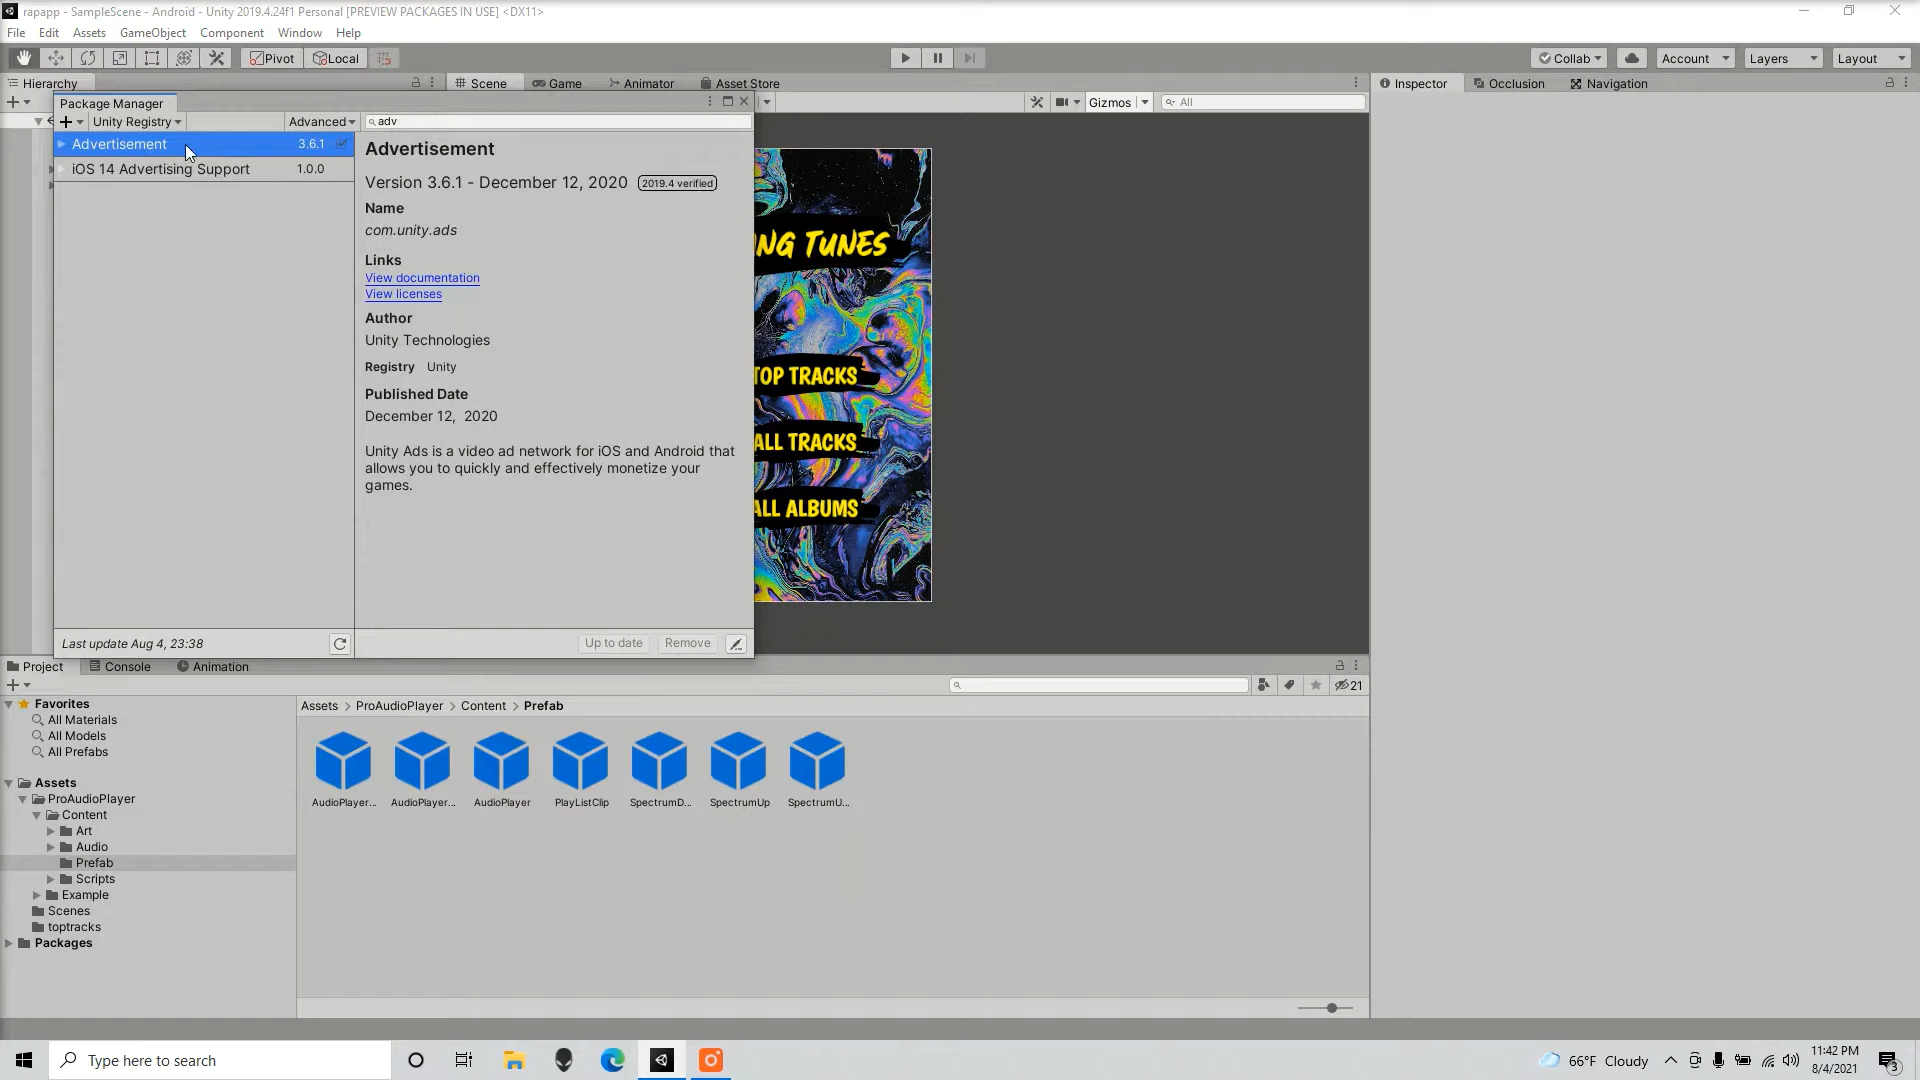 rapapp - SampleScene - Android - Unity 2019.4.24f1 Personal [PREVIEW PACKAGES IN USE] <DX11>
File Edit Assets GameObject Component Window Help
Pivot Local Collab Account Layers Layout
Hierarchy Scene Game Animator Asset Store Inspector Occlusion Navigation
Package Manager
Gizmos All
Unity Registry Advanced adv
Advertisement 3.6.1
iOS 14 Advertising Support 1.0.0
Advertisement
Version 3.6.1 - December 12, 2020 2019.4 verified
Name
com.unity.ads
Links
View documentation
View licenses
Author
Unity Technologies
Registry Unity
Published Date
December 12, 2020
Unity Ads is a video ad network for iOS and Android that
allows you to quickly and effectively monetize your
games.
NG TUNES
TOP TRACKS
ALL TRACKS
ALL ALBUMS
Last update Aug 4, 23:38
Up to date Remove
Project Console Animation
21
Favorites
All Materials
All Models
All Prefabs
Assets
ProAudioPlayer
Content
Art
Audio
Prefab
Scripts
Example
Scenes
toptracks
Packages
Assets > ProAudioPlayer > Content > Prefab
AudioPlayer... AudioPlayer... AudioPlayer PlayListClip SpectrumD... SpectrumUp SpectrumU...
Type here to search
66°F Cloudy
11:42 PM
8/4/2021
3